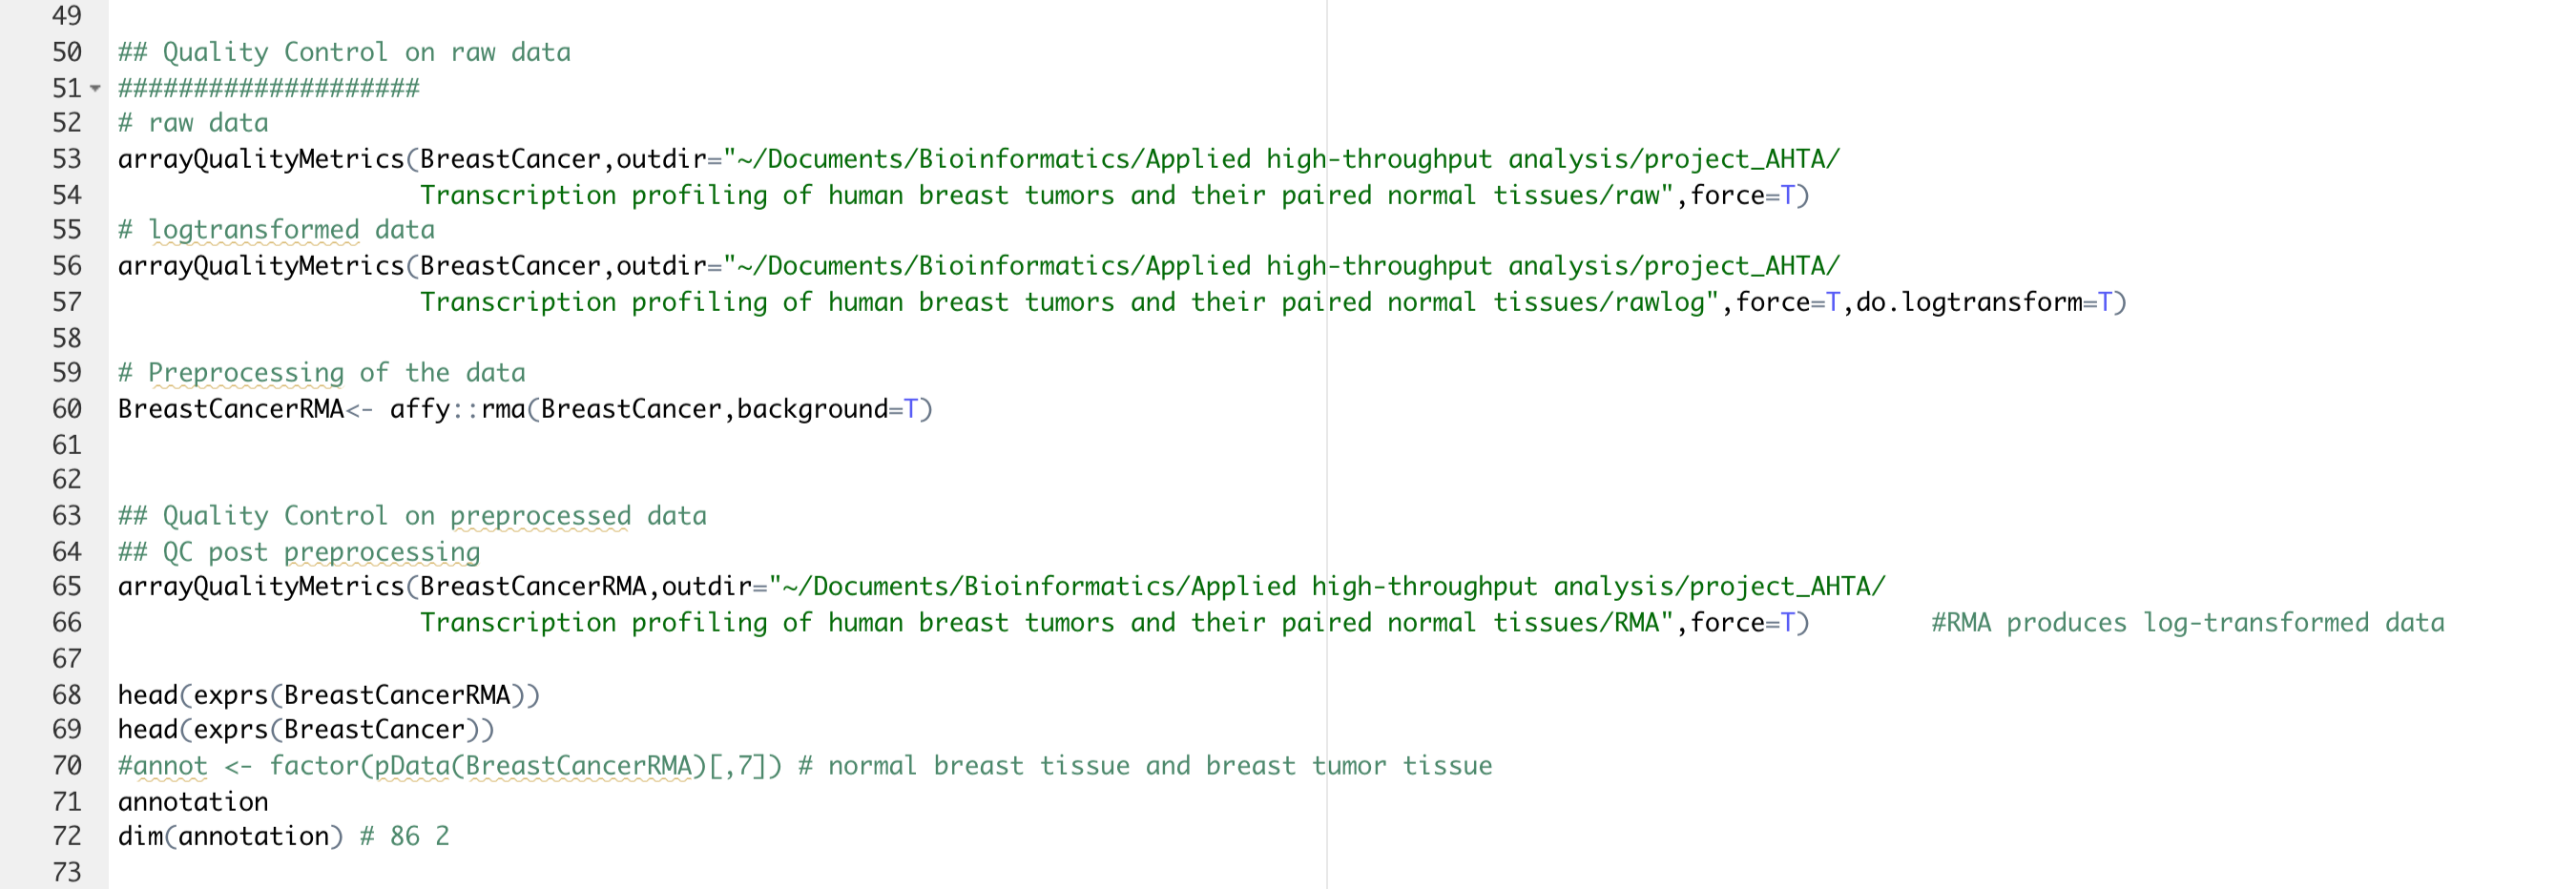 49
50 ## Quality Control on raw data
51 ####################
52 # raw data
53 arrayQualityMetrics(BreastCancer,outdir="~/Documents/Bioinformatics/Applied high-throughput analysis/project_AHTA/
54                     Transcription profiling of human breast tumors and their paired normal tissues/raw",force=T)
55 # logtransformed data
56 arrayQualityMetrics(BreastCancer,outdir="~/Documents/Bioinformatics/Applied high-throughput analysis/project_AHTA/
57                     Transcription profiling of human breast tumors and their paired normal tissues/rawlog",force=T,do.logtransform=T)
58
59 # Preprocessing of the data
60 BreastCancerRMA<- affy::rma(BreastCancer,background=T)
61
62
63 ## Quality Control on preprocessed data
64 ## QC post preprocessing
65 arrayQualityMetrics(BreastCancerRMA,outdir="~/Documents/Bioinformatics/Applied high-throughput analysis/project_AHTA/
66                     Transcription profiling of human breast tumors and their paired normal tissues/RMA",force=T)        #RMA produces log-transformed data
67
68 head(exprs(BreastCancerRMA))
69 head(exprs(BreastCancer))
70 #annot <- factor(pData(BreastCancerRMA)[,7]) # normal breast tissue and breast tumor tissue
71 annotation
72 dim(annotation) # 86 2
73